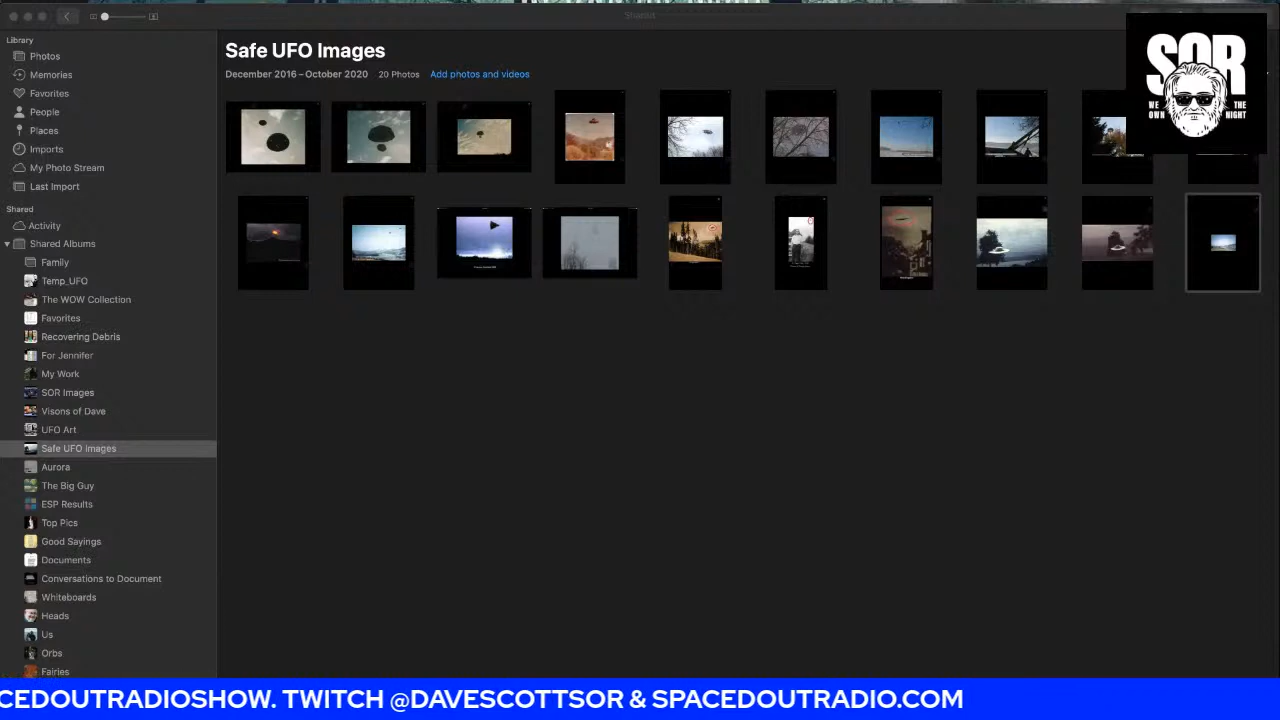 Shared
Library
Photos
Memories
Favorites
People
Places
Imports
My Photo Stream
Last Import
Shared
Activity
Shared Albums
Family
Temp_UFO
The WOW Collection
Favorites
Recovering Debris
For Jennifer
My Work
SOR Images
Visons of Dave
UFO Art
Safe UFO Images
Aurora
The Big Guy
ESP Results
Top Pics
Good Sayings
Documents
Conversations to Document
Whiteboards
Heads
Us
Orbs
Fairies
Safe UFO Images
December 2016 – October 2020 20 Photos Add photos and videos
SOR
WE THE
OWN NIGHT
CEDOUTRADIOSHOW. TWITCH @DAVESCOTTSOR & SPACEDOUTRADIO.COM